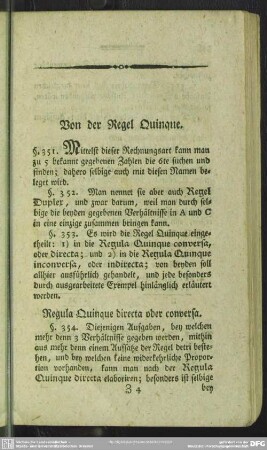 Von der Regel Quinque.
§. 351. Mittelst dieser Rechnungsart kann man
zu 5 bekannt gegebenen Zahlen die 6te suchen und
finden; dahero selbige auch mit diesen Namen be-
leget wird.
§. 352. Man nennet sie aber auch Regel
Dupler, und zwar darum, weil man durch sel-
bige die beyden gegebenen Verhältnisse in A und C
in eine einzige zusammen bringen kann.
§. 353. Es wird die Regel Quinque einge-
theilt: 1) in die Regula Quinque conversa,
oder directa; und 2) in die Regula Quinque
inconversa, oder indirecta; von beyden soll
allhier ausführlich gehandelt, und jede besonders
durch ausgearbeitete Exempel hinlänglich erläutert
werden.
Regula Quinque directa oder conversa.
§. 354. Diejenigen Aufgaben, bey welchen
mehr denn 3 Verhältnisse gegeben werden, mithin
aus mehr denn einem Aufsatze der Regel detri beste-
hen, und bey welchen keine widerkehrliche Propor-
tion vorhanden, kann man nach der Regula
Quinque directa elaboriren; besonders ist selbige
Z 4 bey